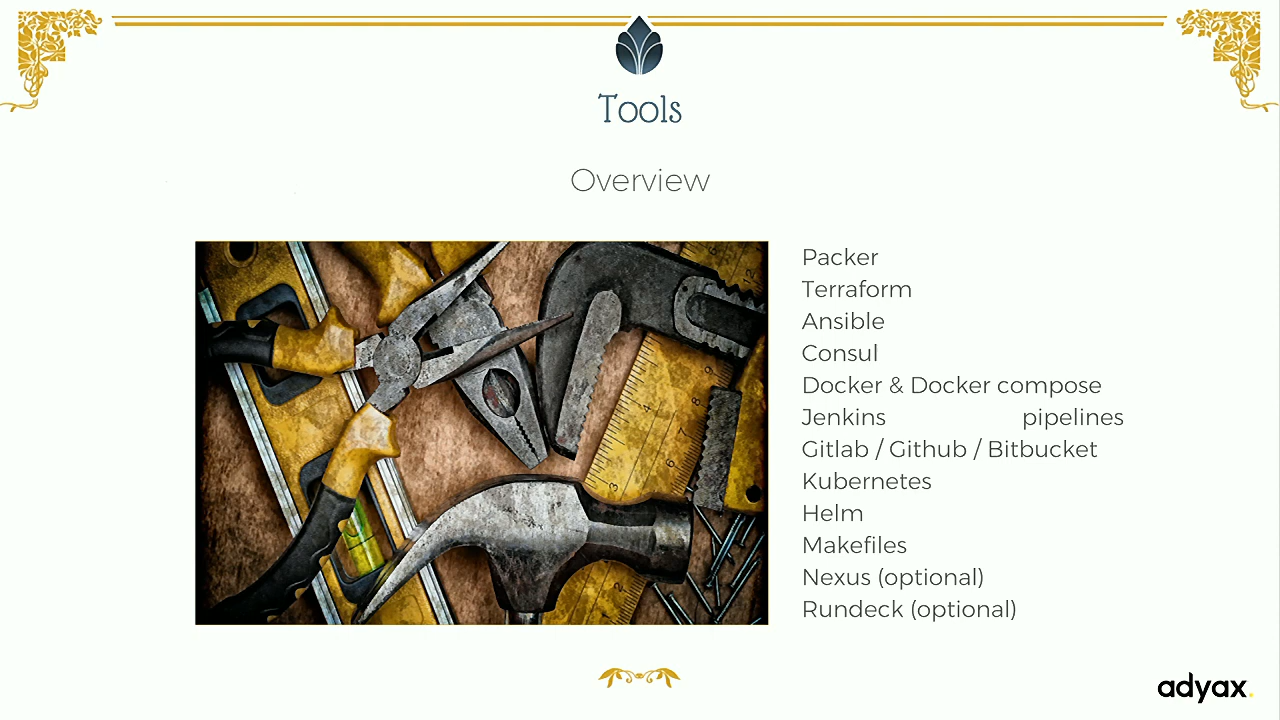 Tools
Overview
Packer
Terraform
Ansible
Consul
Docker & Docker compose
Jenkins pipelines
Gitlab / Github / Bitbucket
Kubernetes
Helm
Makefiles
Nexus (optional)
Rundeck (optional)
adyax.